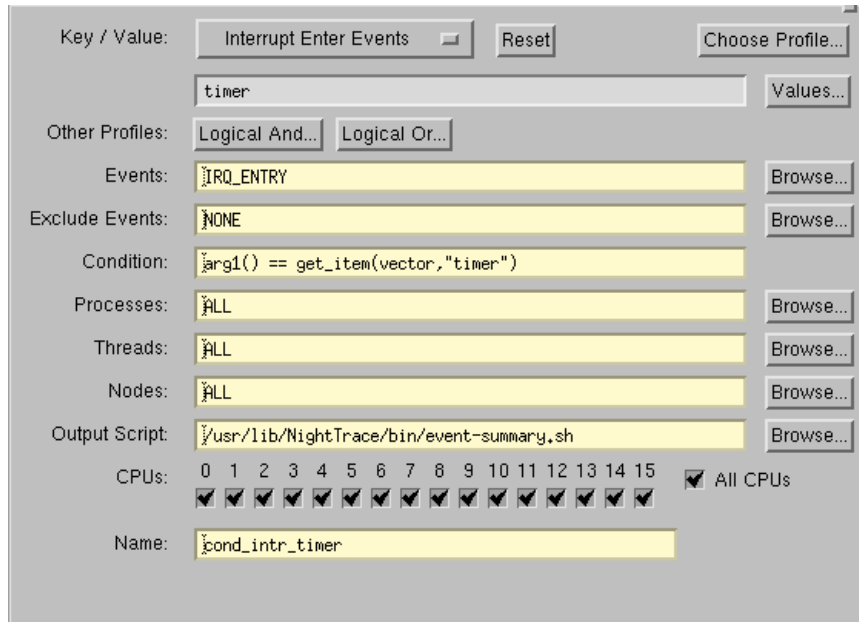 Key / Value: Interrupt Enter Events Reset Choose Profile...
timer Values...
Other Profiles: Logical And... Logical Or...
Events: IRQ_ENTRY Browse...
Exclude Events: NONE Browse...
Condition: arg1() == get_item(vector,"timer")
Processes: ALL Browse...
Threads: ALL Browse...
Nodes: ALL Browse...
Output Script: /usr/lib/NightTrace/bin/event-summary.sh Browse...
CPUs: 0 1 2 3 4 5 6 7 8 9 10 11 12 13 14 15 All CPUs
Name: cond_intr_timer